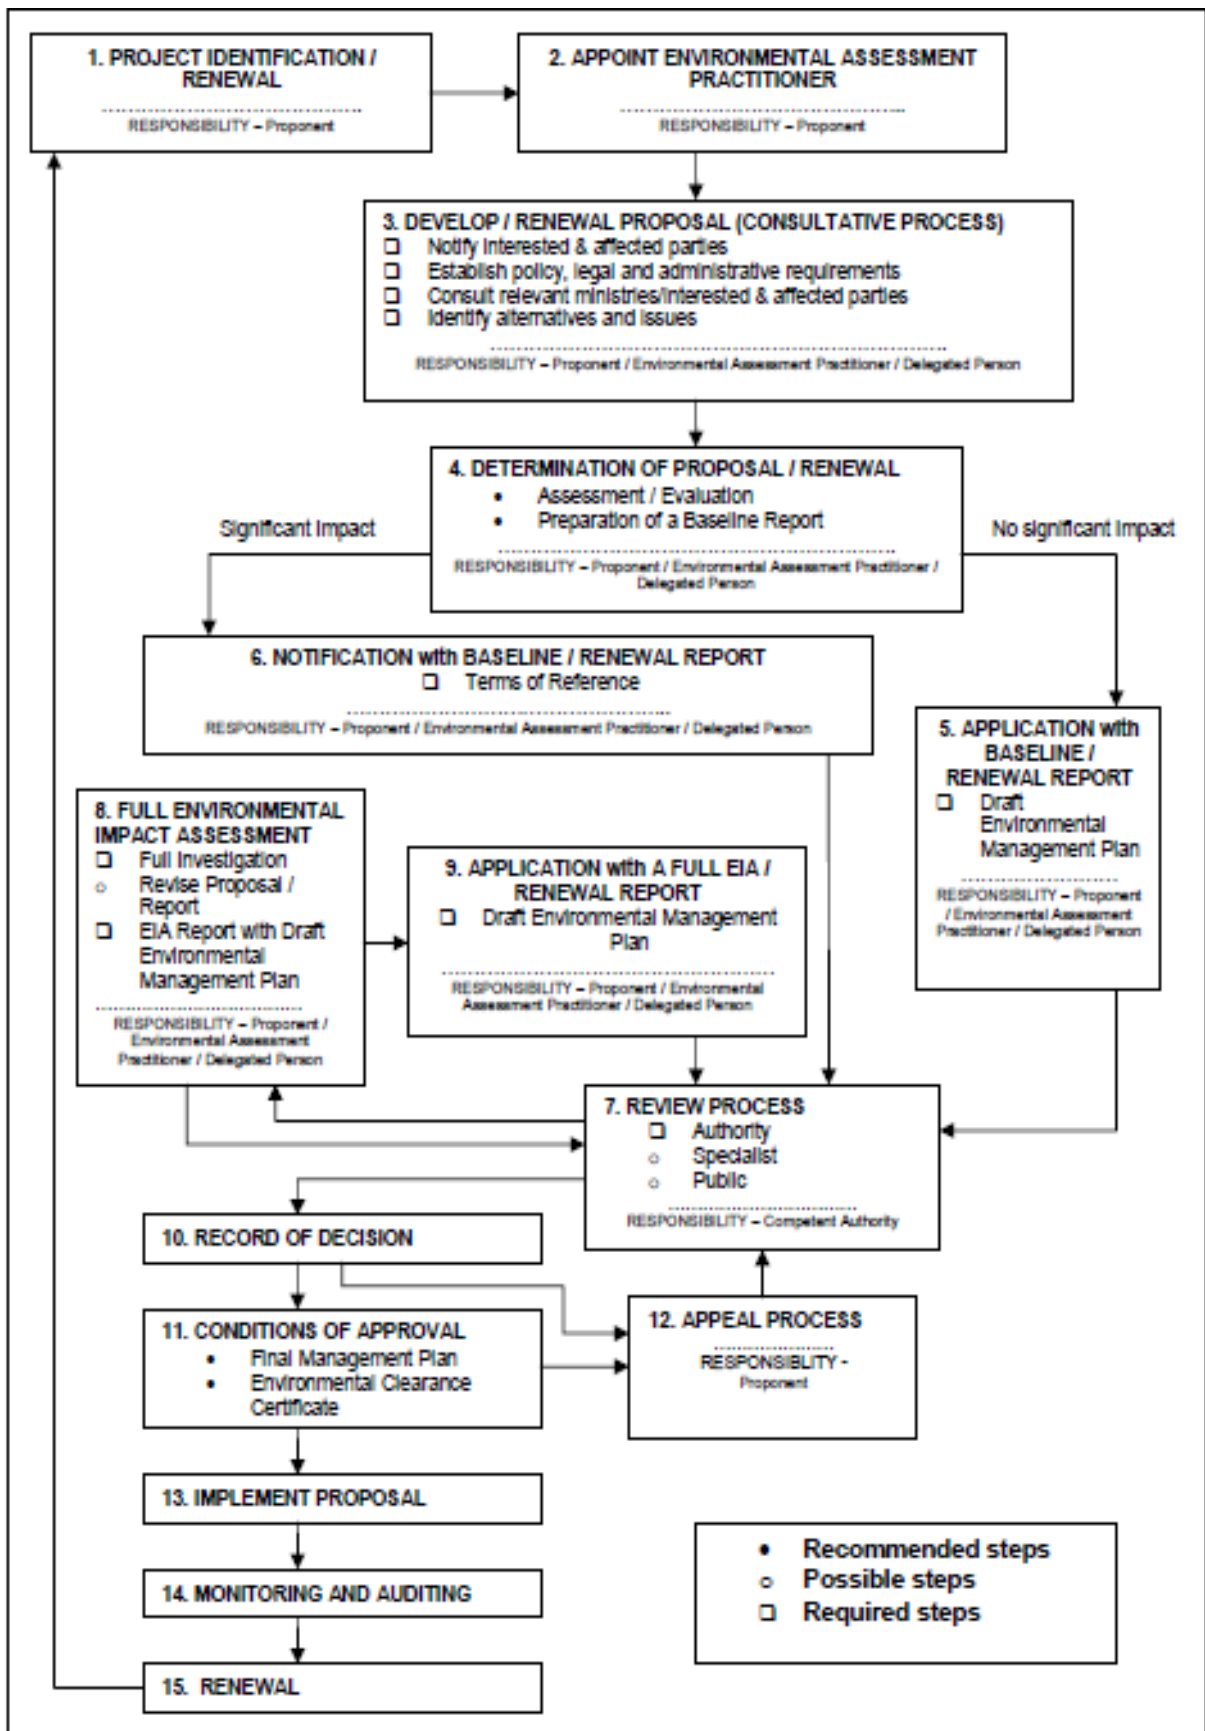 1. PROJECT IDENTIFICATION /
RENEWAL
RESPONSIBILITY – Proponent
2. APPOINT ENVIRONMENTAL ASSESSMENT
PRACTITIONER
RESPONSIBILITY – Proponent
3. DEVELOP / RENEWAL PROPOSAL (CONSULTATIVE PROCESS)
❑ Notify Interested & affected parties
❑ Establish policy, legal and administrative requirements
❑ Consult relevant ministries/Interested & affected parties
❑ Identify alternatives and Issues
RESPONSIBILITY – Proponent / Environmental Assessment Practitioner / Delegated Person
4. DETERMINATION OF PROPOSAL / RENEWAL
• Assessment / Evaluation
• Preparation of a Baseline Report
RESPONSIBILITY – Proponent / Environmental Assessment Practitioner /
Delegated Person
Significant Impact
No significant Impact
6. NOTIFICATION with BASELINE / RENEWAL REPORT
❑ Terms of Reference
RESPONSIBILITY – Proponent / Environmental Assessment Practitioner / Delegated Person
5. APPLICATION with
BASELINE /
RENEWAL REPORT
❑ Draft
Environmental
Management Plan
RESPONSIBILITY – Proponent
/ Environmental Assessment
Practitioner / Delegated Person
8. FULL ENVIRONMENTAL
IMPACT ASSESSMENT
❑ Full Investigation
○ Revise Proposal /
Report
❑ EIA Report with Draft
Environmental
Management Plan
RESPONSIBILITY – Proponent /
Environmental Assessment
Practitioner / Delegated Person
9. APPLICATION with A FULL EIA /
RENEWAL REPORT
❑ Draft Environmental Management
Plan
RESPONSIBILITY – Proponent / Environmental
Assessment Practitioner / Delegated Person
7. REVIEW PROCESS
❑ Authority
○ Specialist
○ Public
RESPONSIBILITY – Competent Authority
10. RECORD OF DECISION
11. CONDITIONS OF APPROVAL
• Final Management Plan
• Environmental Clearance
Certificate
12. APPEAL PROCESS
RESPONSIBLITY -
Proponent
13. IMPLEMENT PROPOSAL
14. MONITORING AND AUDITING
15. RENEWAL
• Recommended steps
○ Possible steps
❑ Required steps